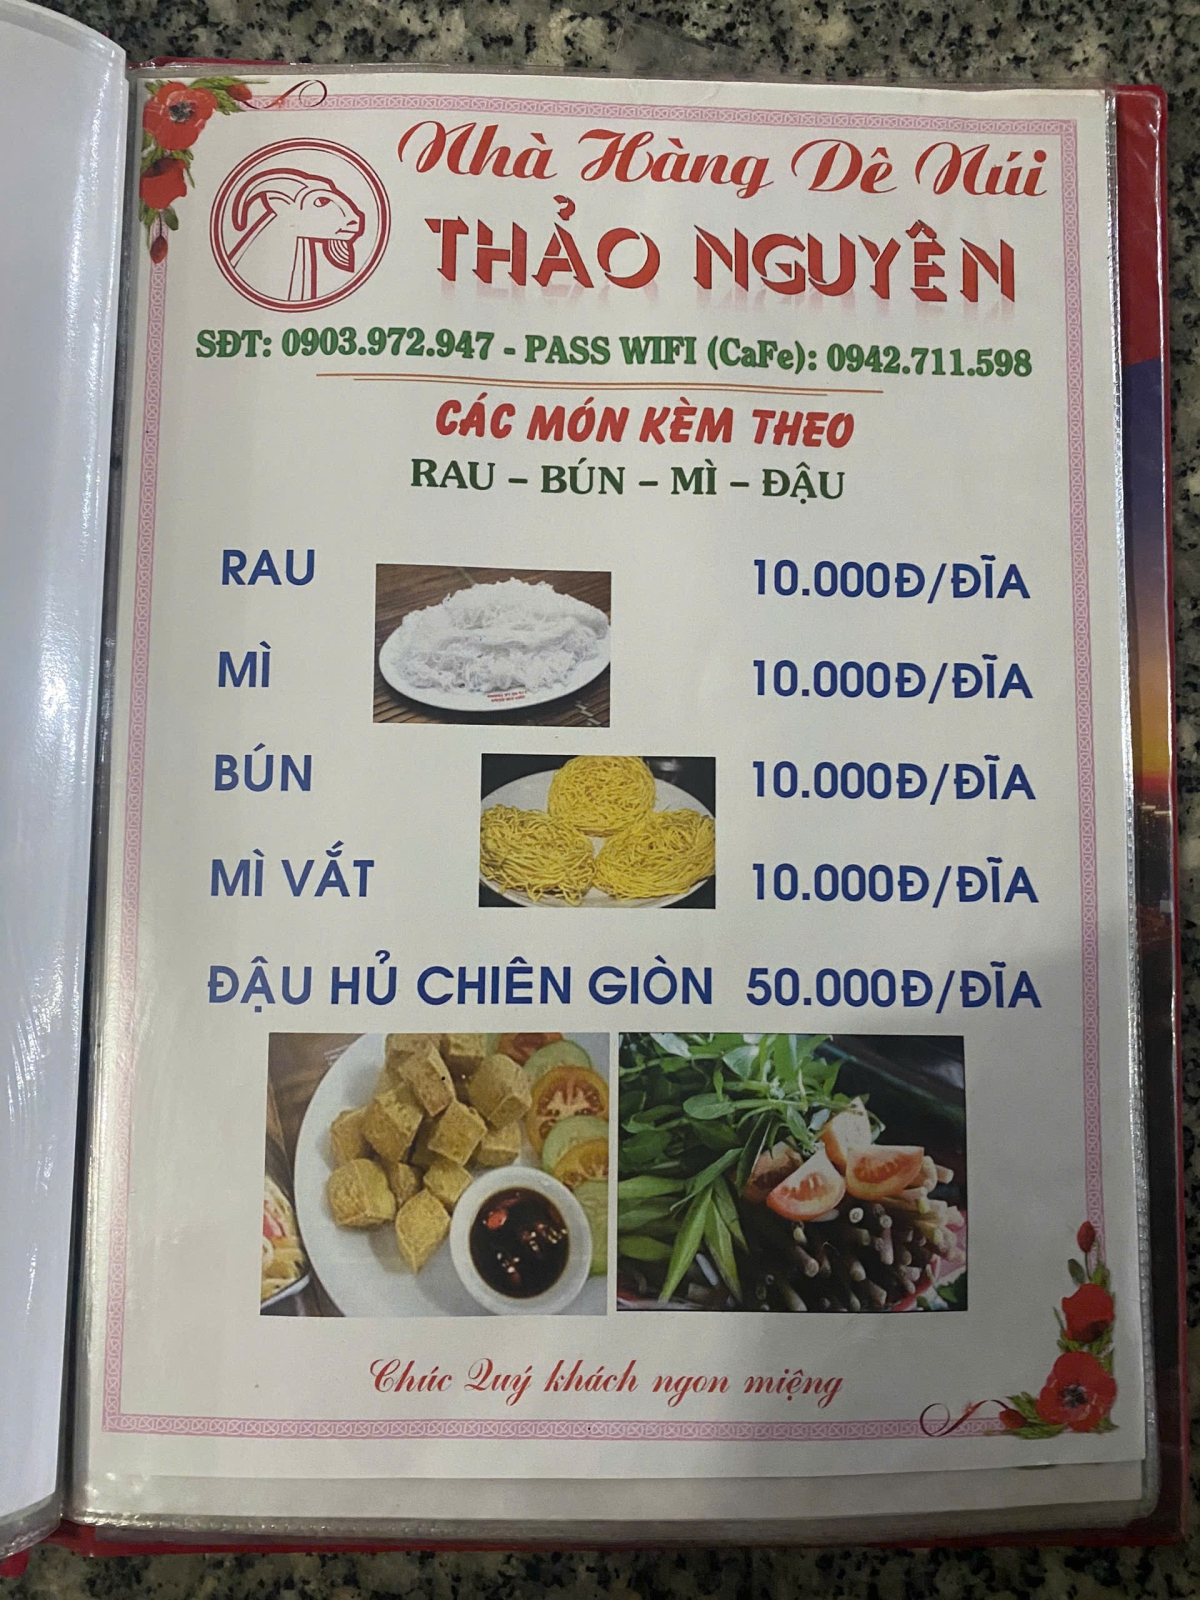 Nhà Hàng Dê Núi
THẢO NGUYÊN
SĐT: 0903.972.947 - PASS WIFI (CaFe): 0942.711.598
CÁC MÓN KÈM THEO
RAU – BÚN – MÌ – ĐẬU
RAU 10.000Đ/ĐĨA
MÌ 10.000Đ/ĐĨA
BÚN 10.000Đ/ĐĨA
MÌ VẮT 10.000Đ/ĐĨA
ĐẬU HỦ CHIÊN GIÒN 50.000Đ/ĐĨA
Chúc Quý khách ngon miệng